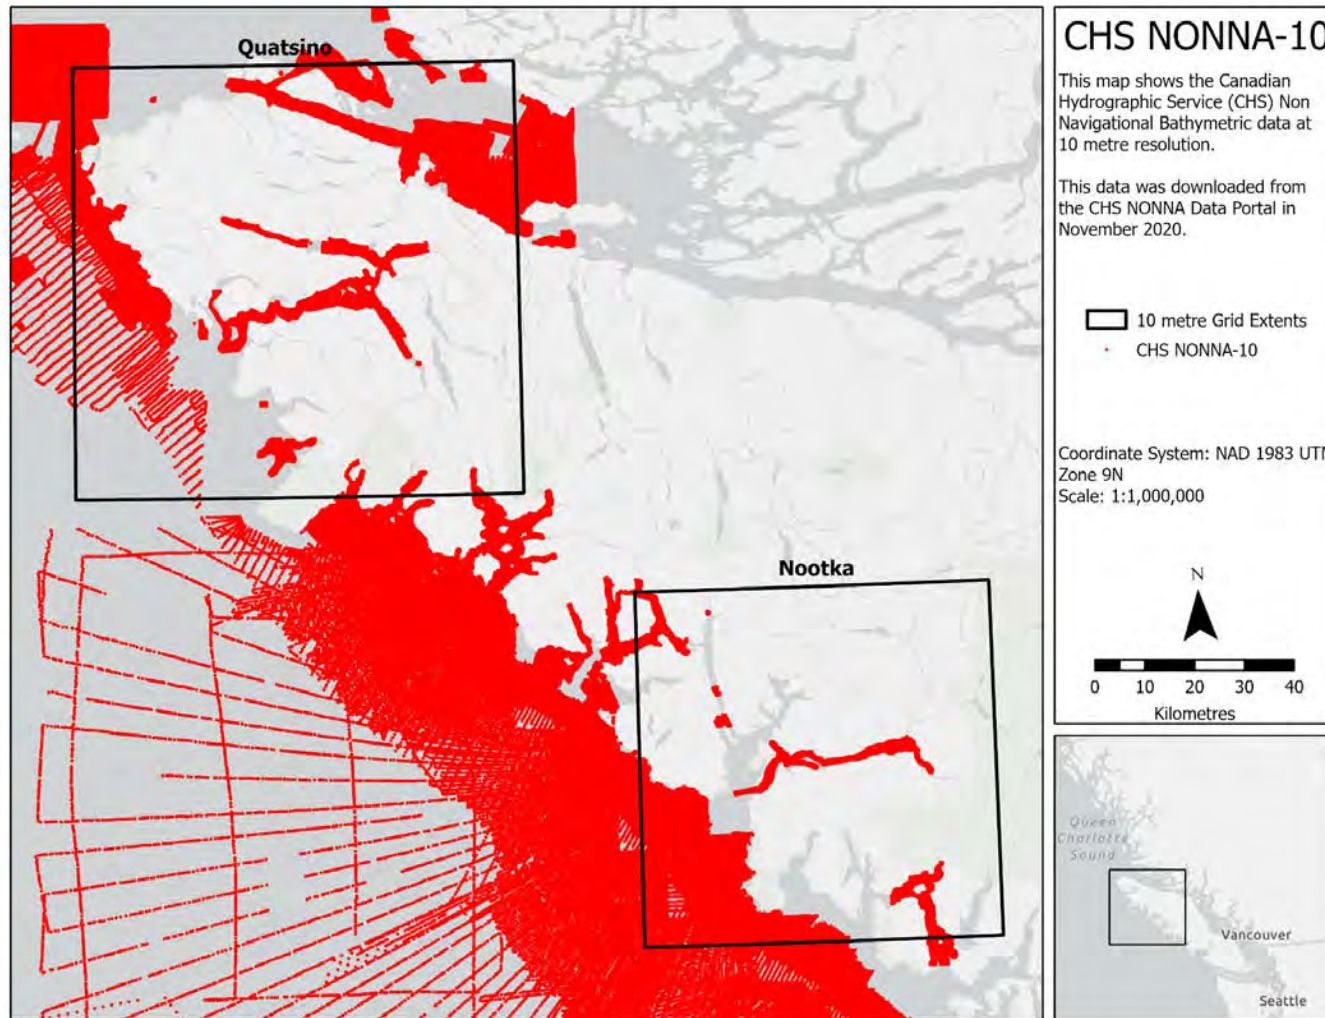 Quatsino
Nootka
CHS NONNA-10
This map shows the Canadian
Hydrographic Service (CHS) Non
Navigational Bathymetric data at
10 metre resolution.
This data was downloaded from
the CHS NONNA Data Portal in
November 2020.
10 metre Grid Extents
CHS NONNA-10
Coordinate System: NAD 1983 UTM
Zone 9N
Scale: 1:1,000,000
N
0 10 20 30 40
Kilometres
Queen
Charlotte
Sound
Vancouver
Seattle